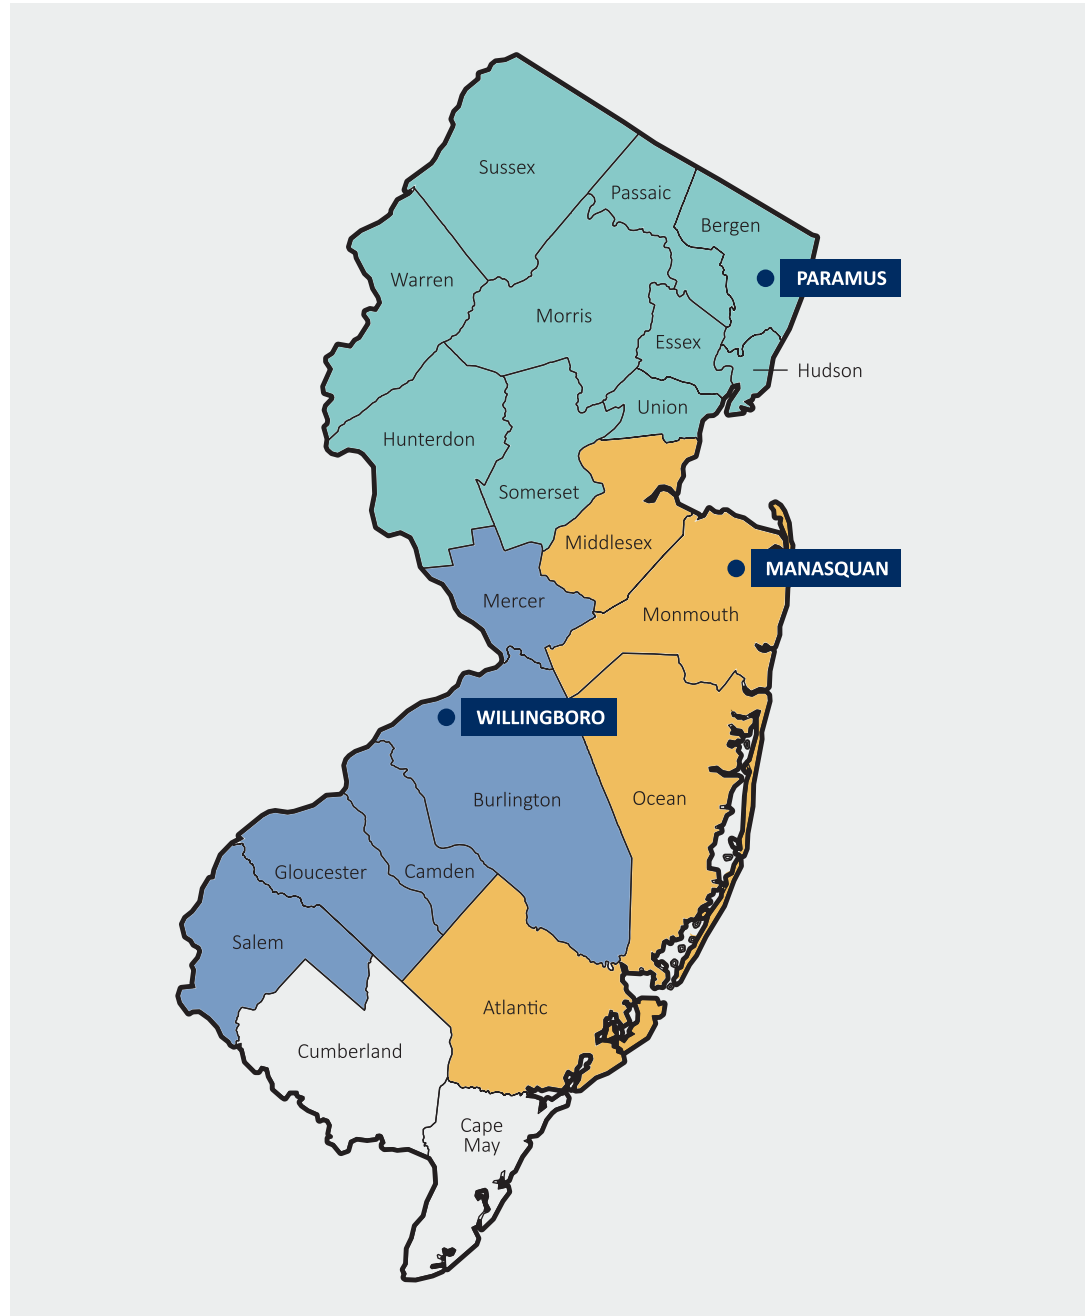 Sussex
Passaic
Bergen
PARAMUS
Warren
Morris
Essex
Hudson
Union
Hunterdon
Somerset
Middlesex
MANASQUAN
Mercer
Monmouth
WILLINGBORO
Burlington
Ocean
Gloucester
Camden
Salem
Atlantic
Cumberland
Cape
May